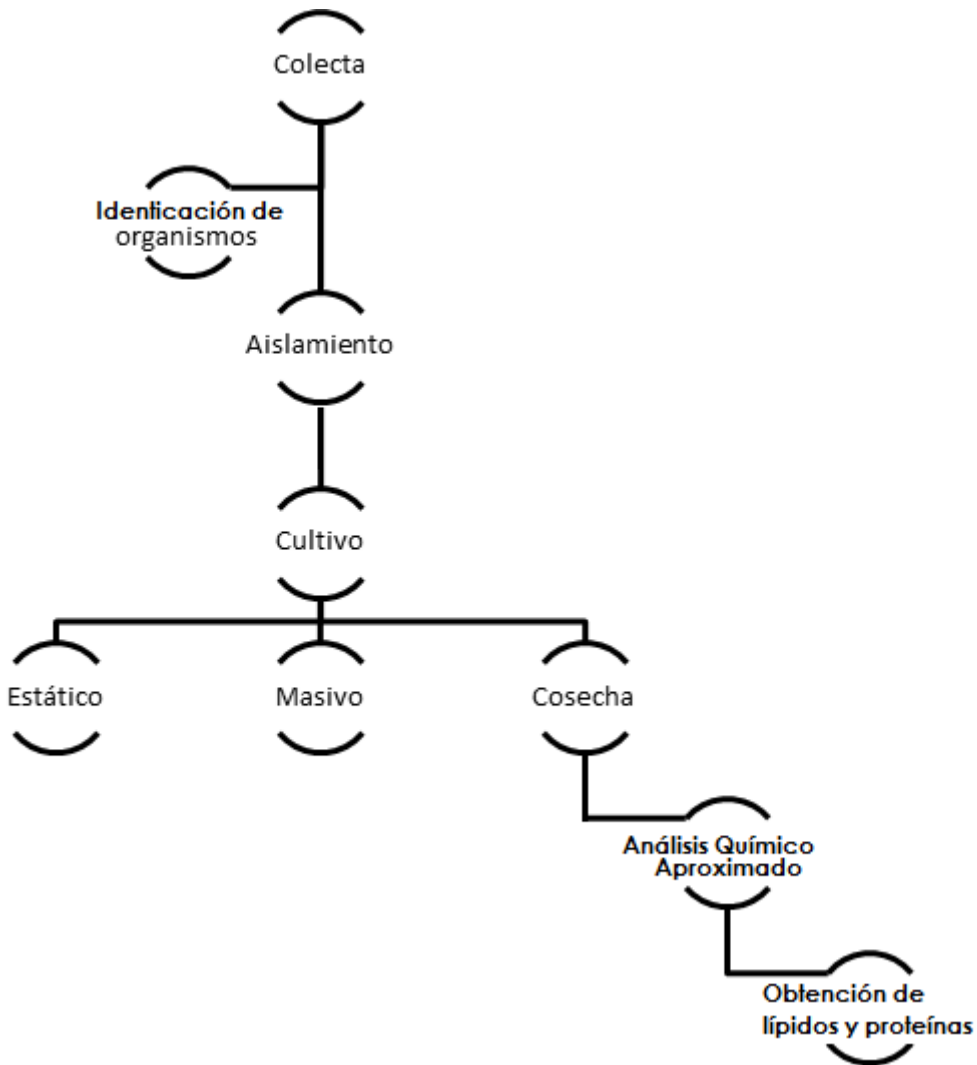 Colecta
Identicación de
organismos
Aislamiento
Cultivo
Estático
Masivo
Cosecha
Análisis Químico
Aproximado
Obtención de
lípidos y proteínas